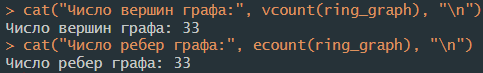 > cat("Число вершин графа:", vcount(ring_graph), "\n")
Число вершин графа: 33
> cat("Число ребер графа:", ecount(ring_graph), "\n")
Число ребер графа: 33